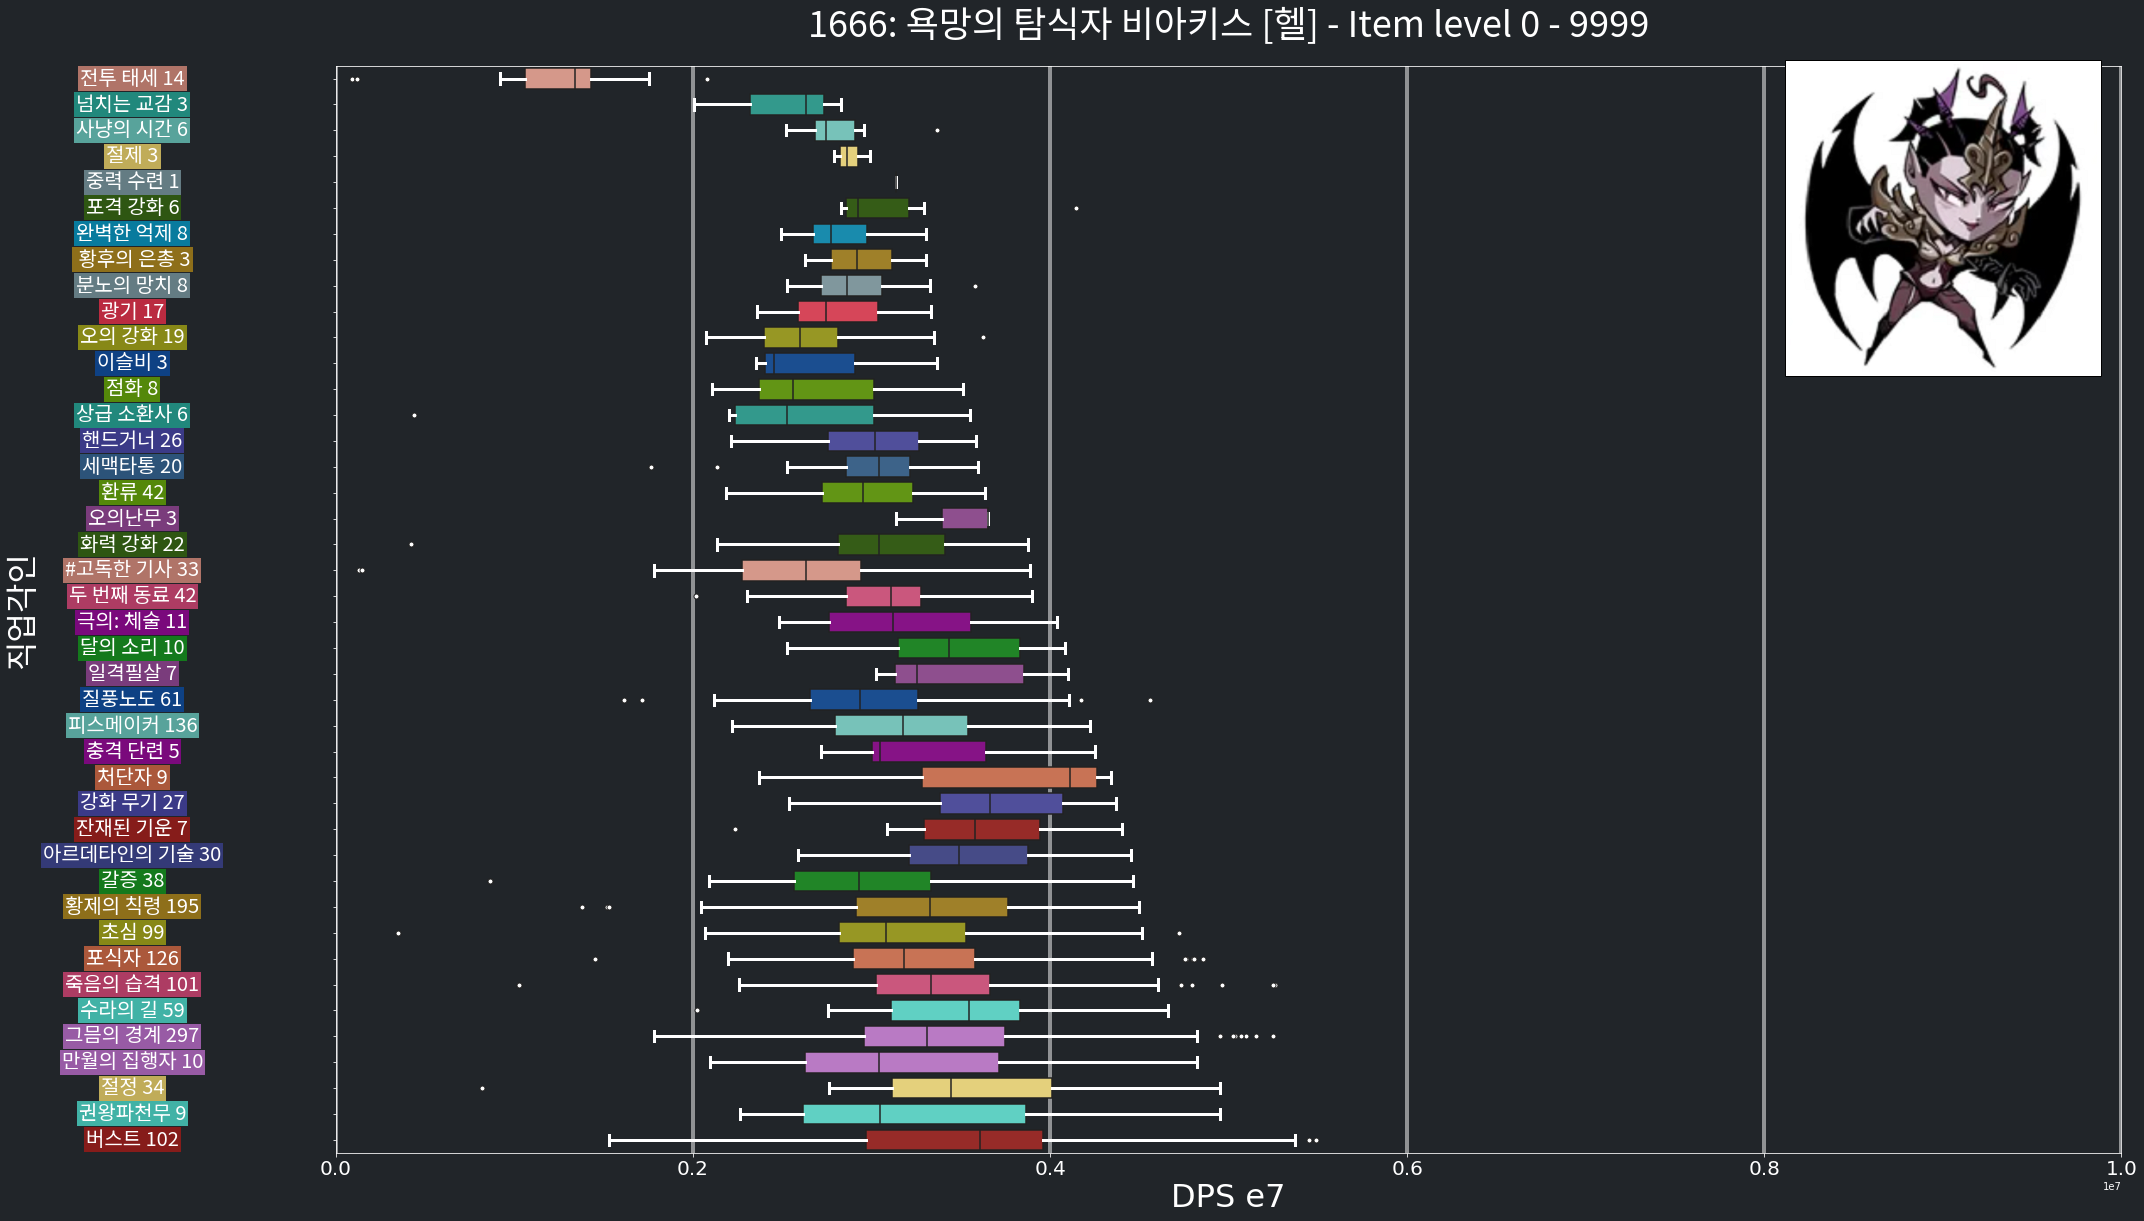 1666: 욕망의 탐식자 비아키스 [헬] - Item level 0 - 9999
전투 태세 14
넘치는 교감 3
사냥의 시간 6
절제 3
중력 수련 1
포격 강화 6
완벽한 억제 8
황후의 은총 3
분노의 망치 8
광기 17
오의 강화 19
이슬비 3
점화 8
상급 소환사 6
핸드거너 26
세맥타통 20
환류 42
오의난무 3
화력 강화 22
#고독한 기사 33
두 번째 동료 42
극의: 체술 11
달의 소리 10
일격필살 7
질풍노도 61
피스메이커 136
충격 단련 5
처단자 9
강화 무기 27
잔재된 기운 7
아르데타인의 기술 30
갈증 38
황제의 칙령 195
초심 99
포식자 126
죽음의 습격 101
수라의 길 59
그믐의 경계 297
만월의 집행자 10
절정 34
권왕파천무 9
버스트 102
직업각인
0.0 0.2 0.4 0.6 0.8 1.0
1e7
DPS e7